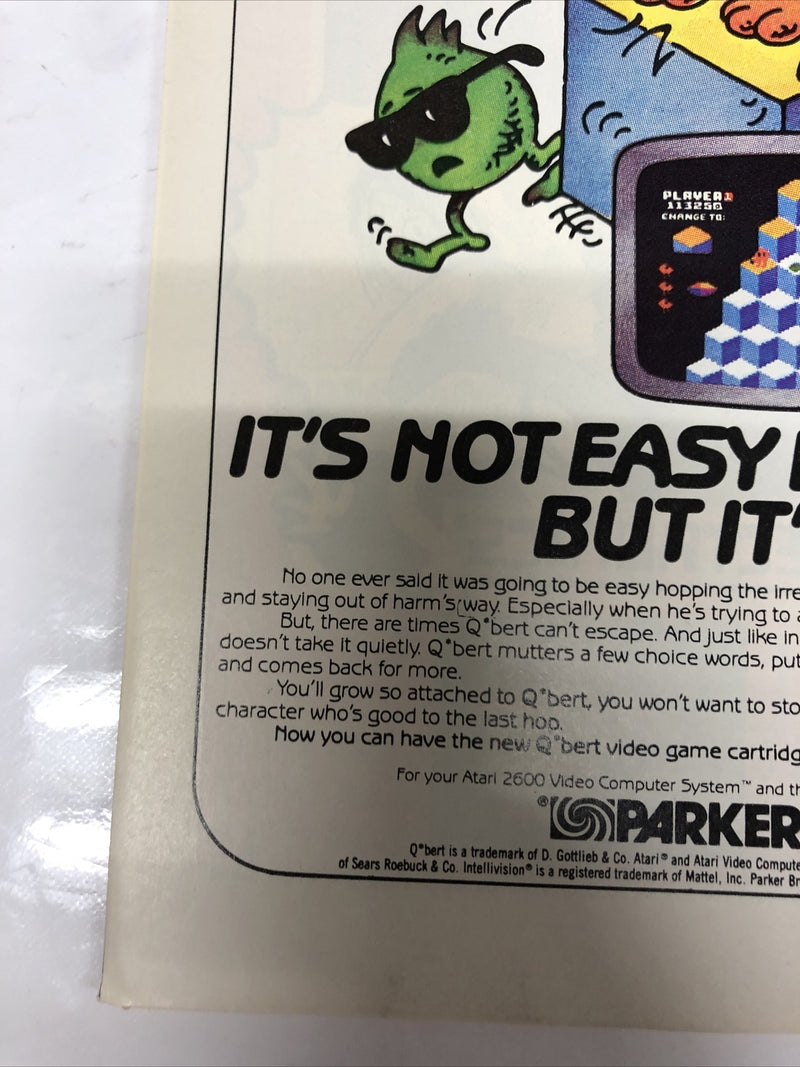 PLAYER 1
113250
CHANGE TO:
IT'S NOT EASY
BUT IT'
No one ever said it was going to be easy hopping the irre
and staying out of harm's way. Especially when he's trying to a
But, there are times Q*bert can't escape. And just like in
doesn't take it quietly. Q*bert mutters a few choice words, put
and comes back for more.
You'll grow so attached to Q*bert, you won't want to sto
character who's good to the last hop.
Now you can have the new Q*bert video game cartridg
For your Atari 2600 Video Computer System™ and th
® PARKER
Q*bert is a trademark of D. Gottlieb & Co. Atari® and Atari Video Compute
of Sears Roebuck & Co. Intellivision® is a registered trademark of Mattel, Inc. Parker Br